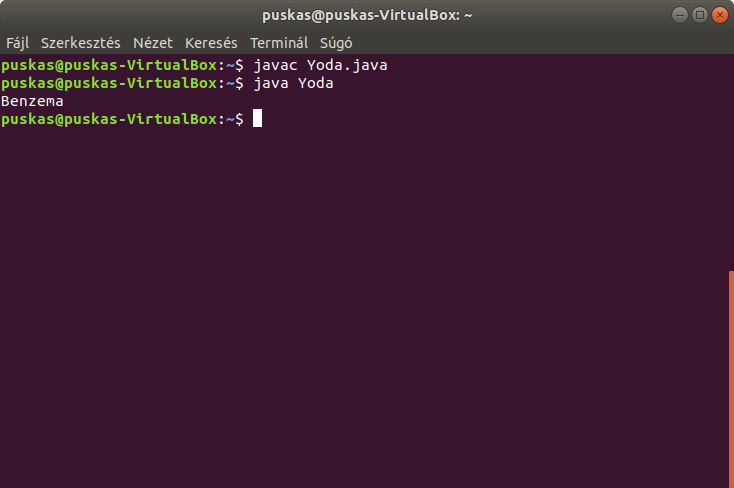 puskas@puskas-VirtualBox: ~
Fájl Szerkesztés Nézet Keresés Terminál Súgó
puskas@puskas-VirtualBox:~$ javac Yoda.java
puskas@puskas-VirtualBox:~$ java Yoda
Benzema
puskas@puskas-VirtualBox:~$